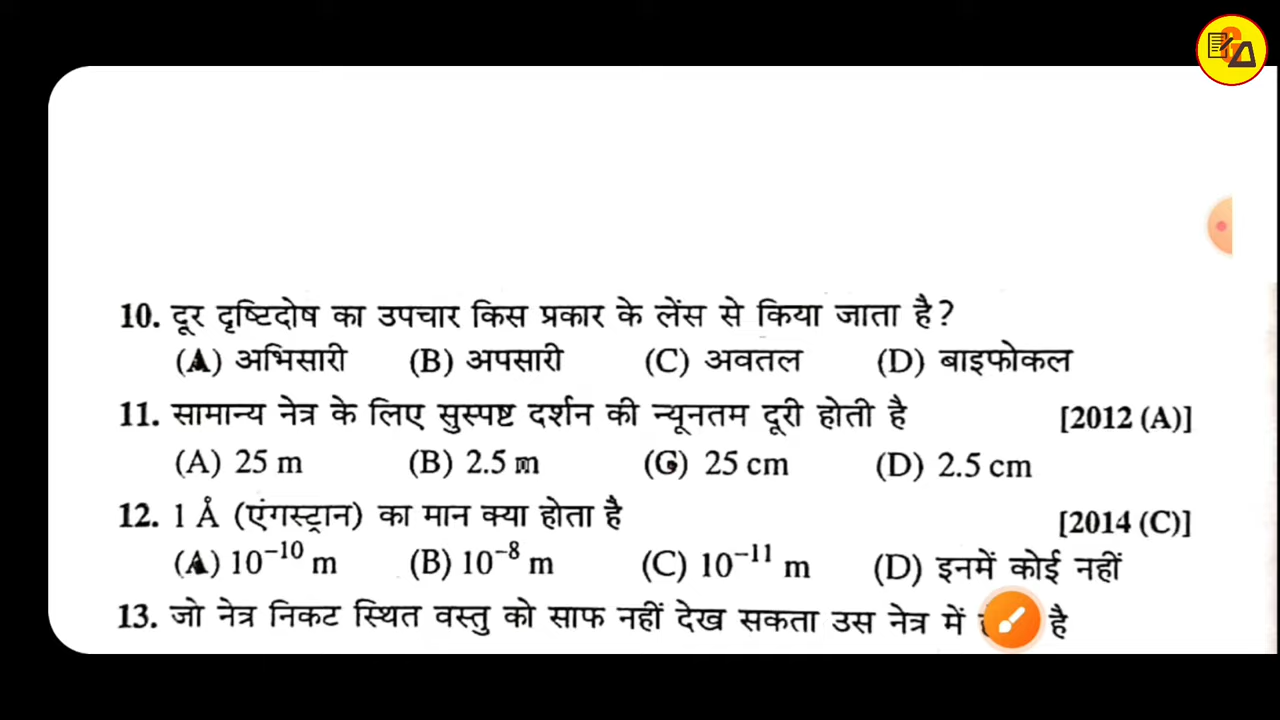 10. दूर दृष्टिदोष का उपचार किस प्रकार के लेंस से किया जाता है?
(A) अभिसारी (B) अपसारी (C) अवतल (D) बाइफोकल
11. सामान्य नेत्र के लिए सुस्पष्ट दर्शन की न्यूनतम दूरी होती है [2012 (A)]
(A) 25 m (B) 2.5 m (C) 25 cm (D) 2.5 cm
12. 1 Å (एंगस्ट्रान) का मान क्या होता है [2014 (C)]
(A) 10⁻¹⁰ m (B) 10⁻⁸ m (C) 10⁻¹¹ m (D) इनमें कोई नहीं
13. जो नेत्र निकट स्थित वस्तु को साफ नहीं देख सकता उस नेत्र में है